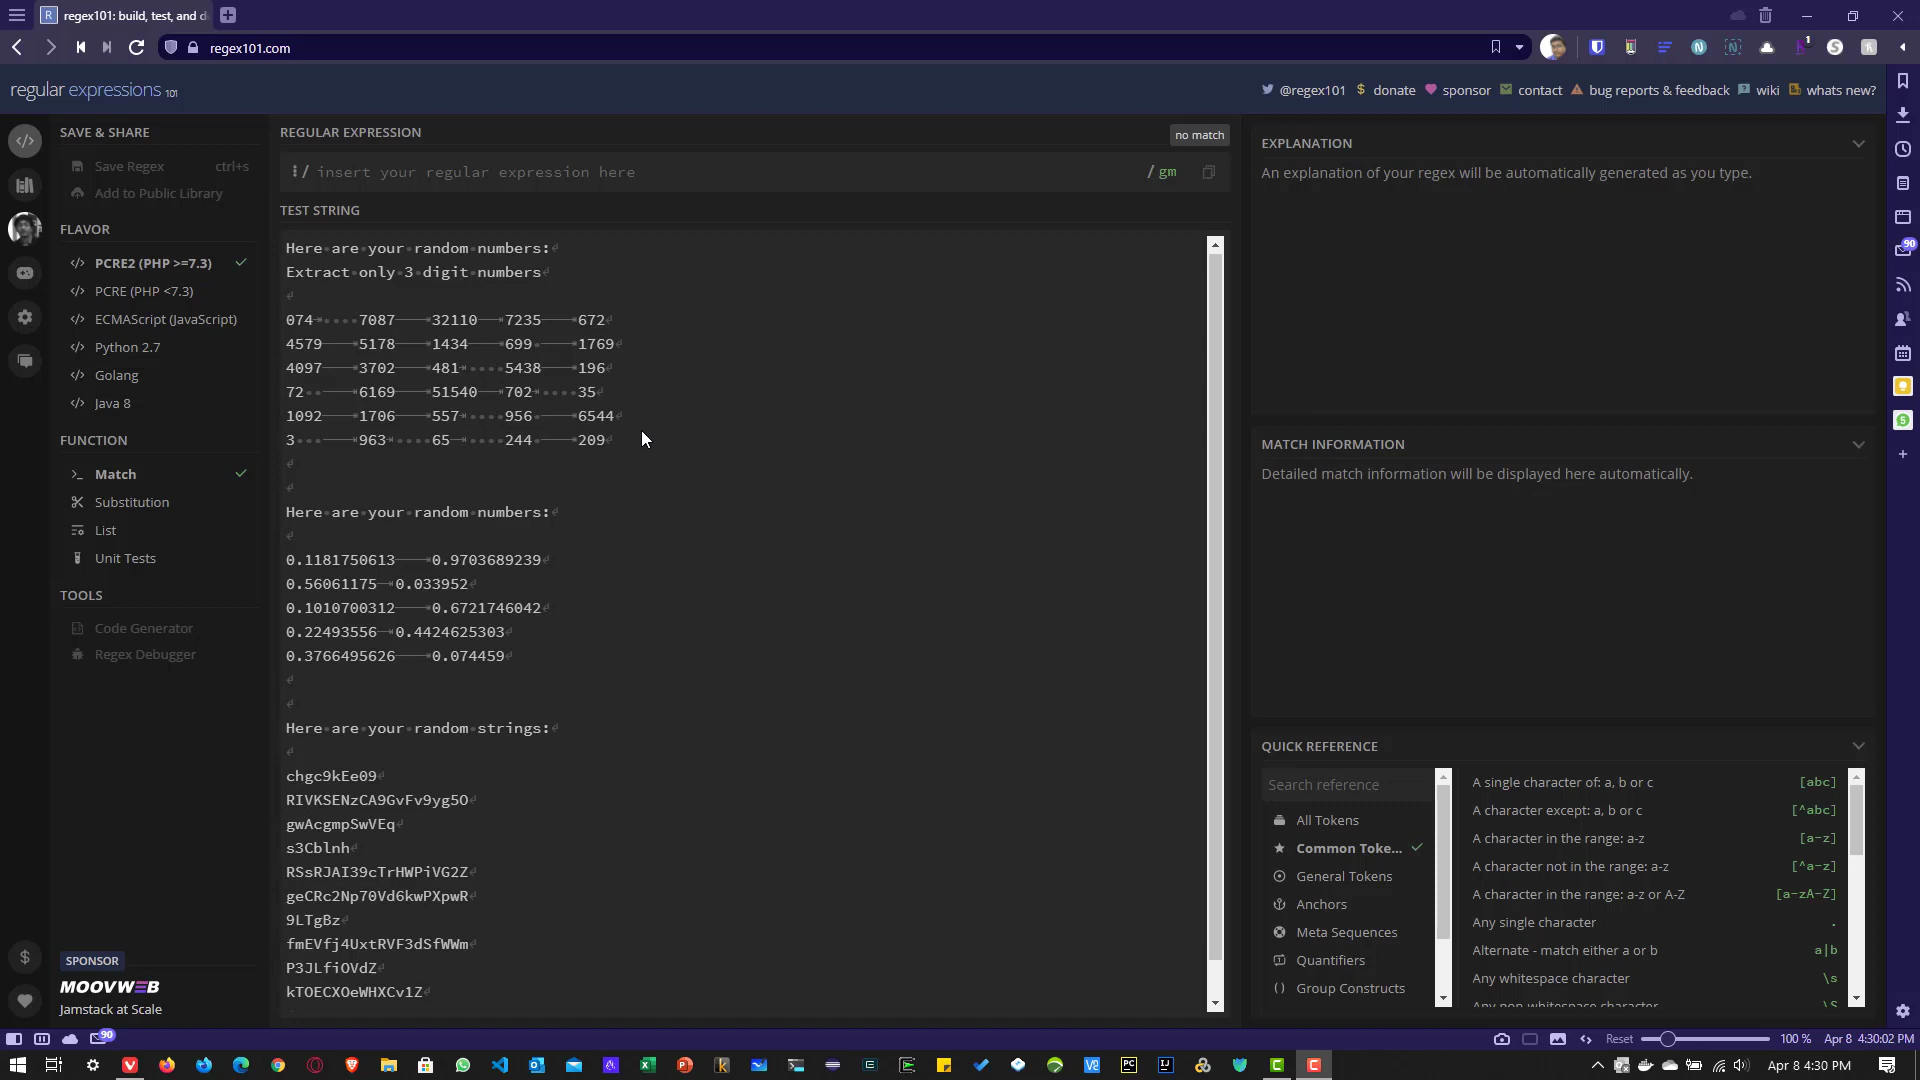 regex101: build, test, and d
regex101.com
1
regular expressions 101
@regex101
$ donate
sponsor
contact
bug reports & feedback
wiki
whats new?
90
SAVE & SHARE
Save Regex ctrl+s
Add to Public Library
FLAVOR
PCRE2 (PHP >=7.3)
PCRE (PHP <7.3)
ECMAScript (JavaScript)
Python 2.7
Golang
Java 8
FUNCTION
Match
Substitution
List
Unit Tests
TOOLS
Code Generator
Regex Debugger
SPONSOR
MOOVWEB
Jamstack at Scale
REGULAR EXPRESSION
no match
/ insert your regular expression here / gm
TEST STRING
Here are your random numbers:
Extract only 3 digit numbers
074 7087 32110 7235 672
4579 5178 1434 699 1769
4097 3702 481 5438 196
72 6169 51540 702 35
1092 1706 557 956 6544
3 963 65 244 209
Here are your random numbers:
0.1181750613 0.9703689239
0.56061175 0.033952
0.1010700312 0.6721746042
0.22493556 0.4424625303
0.3766495626 0.074459
Here are your random strings:
chgc9kEe09
RIVKSENzCA9GvFv9yg5O
gwAcgmpSwVEq
s3Cblnh
RSsRJAI39cTrHWPiVG2Z
geCRc2Np70Vd6kwPXpwR
9LTgBz
fmEVfj4UxtRVF3dSfWWm
P3JLfiOVdZ
kTOECXOeWHXCv1Z
EXPLANATION
An explanation of your regex will be automatically generated as you type.
MATCH INFORMATION
Detailed match information will be displayed here automatically.
QUICK REFERENCE
Search reference
All Tokens
Common Toke...
General Tokens
Anchors
Meta Sequences
Quantifiers
Group Constructs
A single character of: a, b or c [abc]
A character except: a, b or c [^abc]
A character in the range: a-z [a-z]
A character not in the range: a-z [^a-z]
A character in the range: a-z or A-Z [a-zA-Z]
Any single character .
Alternate - match either a or b a|b
Any whitespace character \s
Any non-whitespace character \S
90
Reset 100 % Apr 8 4:30:02 PM
Apr 8 4:30 PM